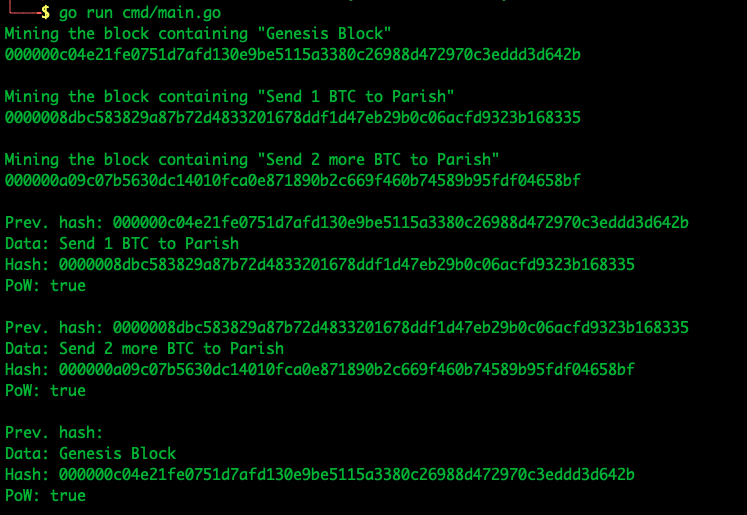 $ go run cmd/main.go
Mining the block containing "Genesis Block"
000000c04e21fe0751d7afd130e9be5115a3380c26988d472970c3eddd3d642b
Mining the block containing "Send 1 BTC to Parish"
0000008dbc583829a87b72d4833201678ddf1d47eb29b0c06acfd9323b168335
Mining the block containing "Send 2 more BTC to Parish"
000000a09c07b5630dc14010fca0e871890b2c669f460b74589b95fdf04658bf
Prev. hash: 000000c04e21fe0751d7afd130e9be5115a3380c26988d472970c3eddd3d642b
Data: Send 1 BTC to Parish
Hash: 0000008dbc583829a87b72d4833201678ddf1d47eb29b0c06acfd9323b168335
PoW: true
Prev. hash: 0000008dbc583829a87b72d4833201678ddf1d47eb29b0c06acfd9323b168335
Data: Send 2 more BTC to Parish
Hash: 000000a09c07b5630dc14010fca0e871890b2c669f460b74589b95fdf04658bf
PoW: true
Prev. hash:
Data: Genesis Block
Hash: 000000c04e21fe0751d7afd130e9be5115a3380c26988d472970c3eddd3d642b
PoW: true